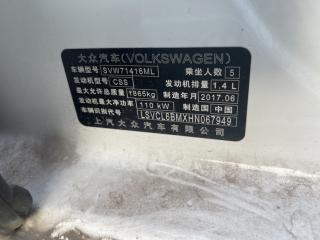 大众汽车(VOLKSWAGEN)
车辆型号 SVW71416ML 乘坐人数 5
发动机型号 CSS 发动机排量 1.4 L
最大允许总质量 1865kg 制造年月 2017.06
发动机最大净功率 110 kW 制造国 中国
车辆识别代号 LSVCL6BMXHN067949
上汽大众汽车有限公司